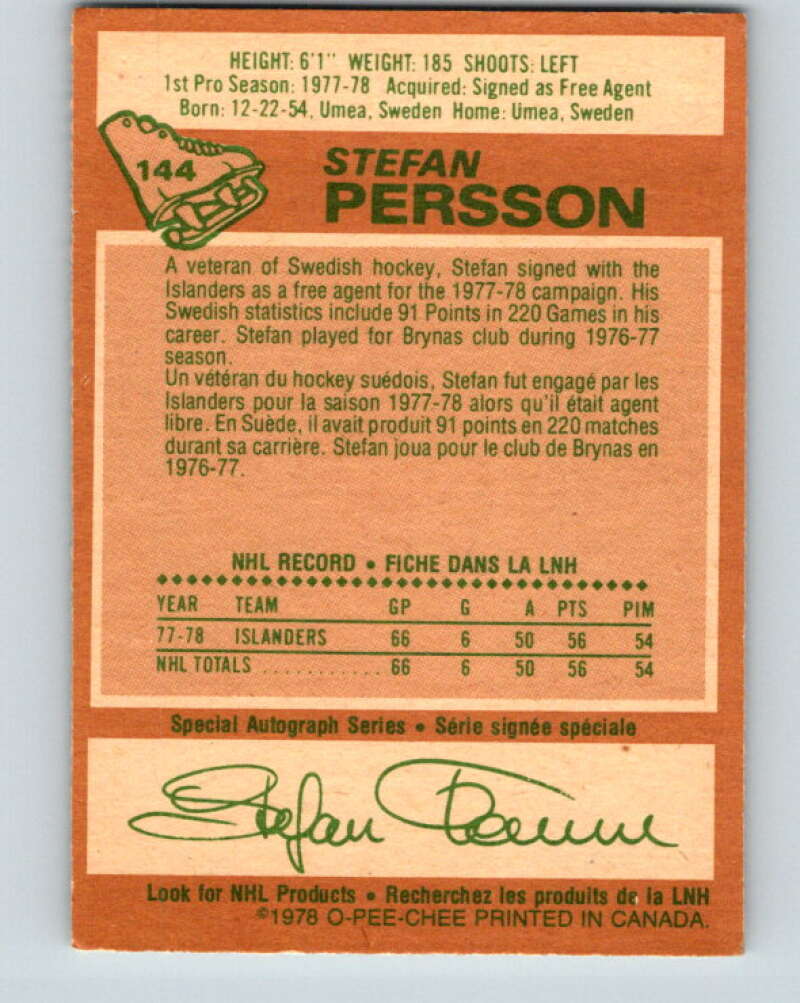 HEIGHT: 6'1" WEIGHT: 185 SHOOTS: LEFT
1st Pro Season: 1977-78 Acquired: Signed as Free Agent
Born: 12-22-54, Umea, Sweden Home: Umea, Sweden
144
STEFAN
PERSSON
A veteran of Swedish hockey, Stefan signed with the
Islanders as a free agent for the 1977-78 campaign. His
Swedish statistics include 91 Points in 220 Games in his
career. Stefan played for Brynas club during 1976-77
season.
Un vétéran du hockey suédois, Stefan fut engagé par les
Islanders pour la saison 1977-78 alors qu'il était agent
libre. En Suède, il avait produit 91 points en 220 matches
durant sa carrière. Stefan joua pour le club de Brynas en
1976-77.
NHL RECORD • FICHE DANS LA LNH
YEAR TEAM GP G A PTS PIM
77-78 ISLANDERS 66 6 50 56 54
NHL TOTALS ........... 66 6 50 56 54
Special Autograph Series • Série signée spéciale
Stefan Persson
Look for NHL Products • Recherchez les produits de la LNH
©1978 O-PEE-CHEE PRINTED IN CANADA.